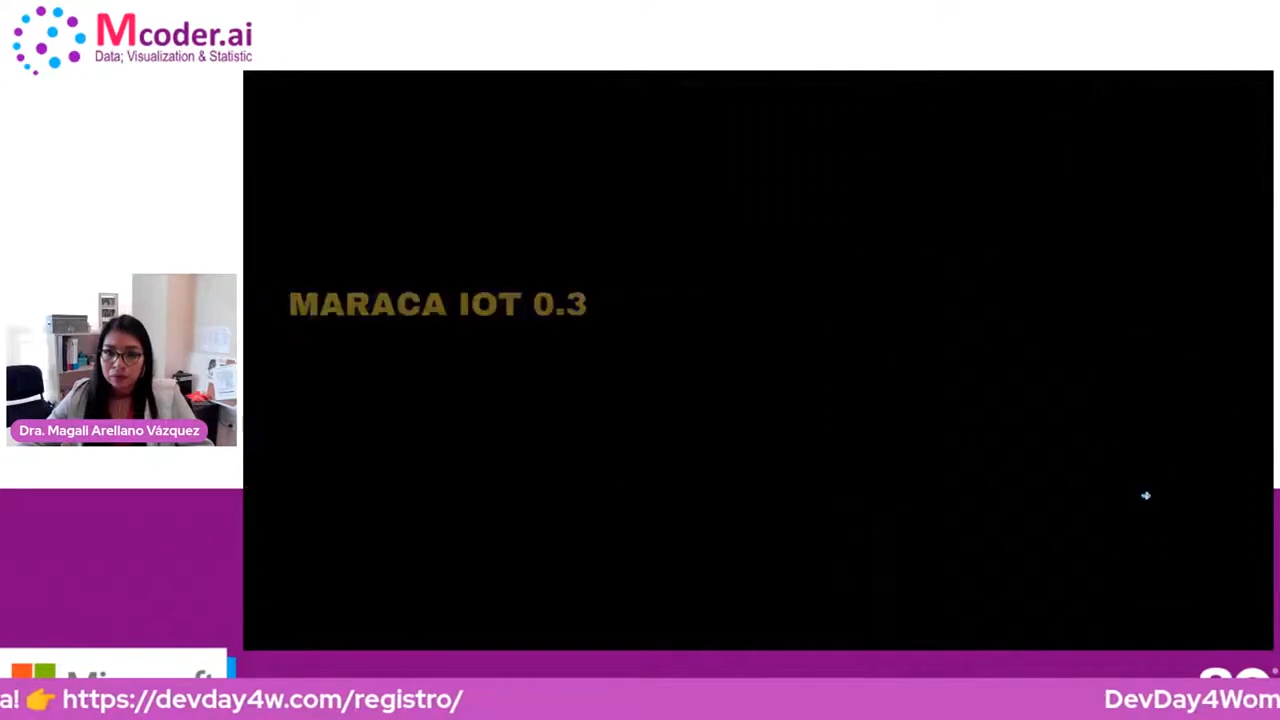 Mcoder.ai
Data; Visualization & Statistic
MARACA IOT 0.3
Dra. Magali Arellano Vázquez
a! 👉 https://devday4w.com/registro/
DevDay4Wom